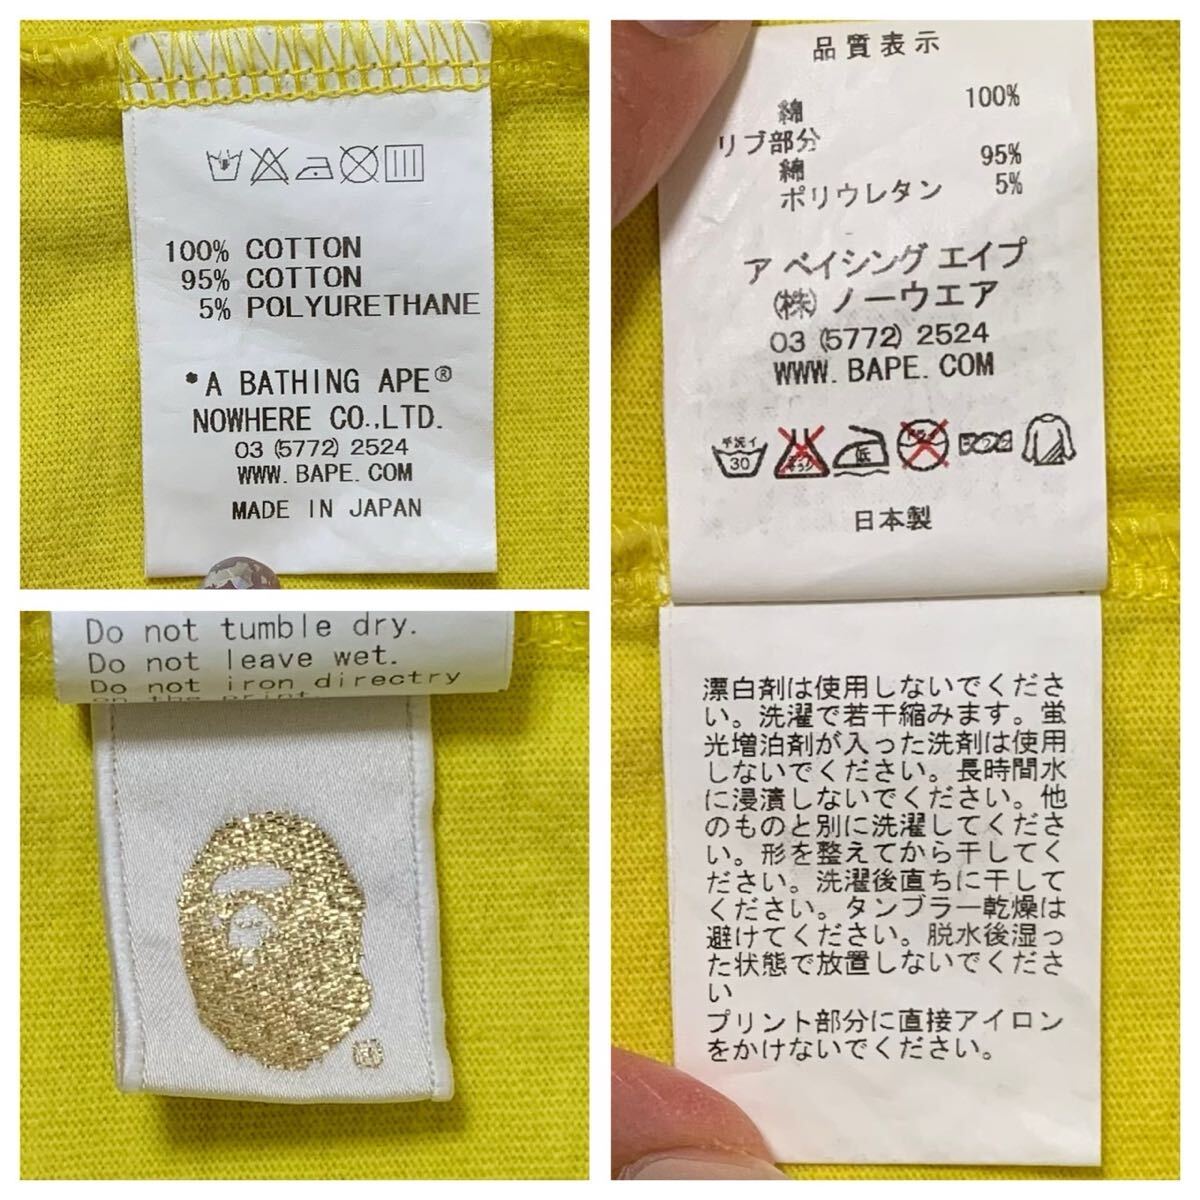 100% COTTON
95% COTTON
5% POLYURETHANE
*A BATHING APE®
NOWHERE CO.,LTD.
03 (5772) 2524
WWW. BAPE. COM
MADE IN JAPAN
Do not tumble dry.
Do not leave wet.
Do not iron directry
on the print
品質表示
綿 100%
リブ部分
綿 95%
ポリウレタン 5%
ア ベイシング エイプ
(株) ノーウエア
03 (5772) 2524
WWW. BAPE. COM
手洗イ
30
低
ドライ
日本製
漂白剤は使用しないでくださ
い。洗濯で若干縮みます。蛍
光増泊剤が入った洗剤は使用
しないでください。長時間水
に浸漬しないでください。他
のものと別に洗濯してくださ
い。形を整えてから干してく
ださい。洗濯後直ちに干して
ください。タンブラー乾燥は
避けてください。脱水後湿っ
た状態で放置しないでくださ
い
プリント部分に直接アイロン
をかけないでください。